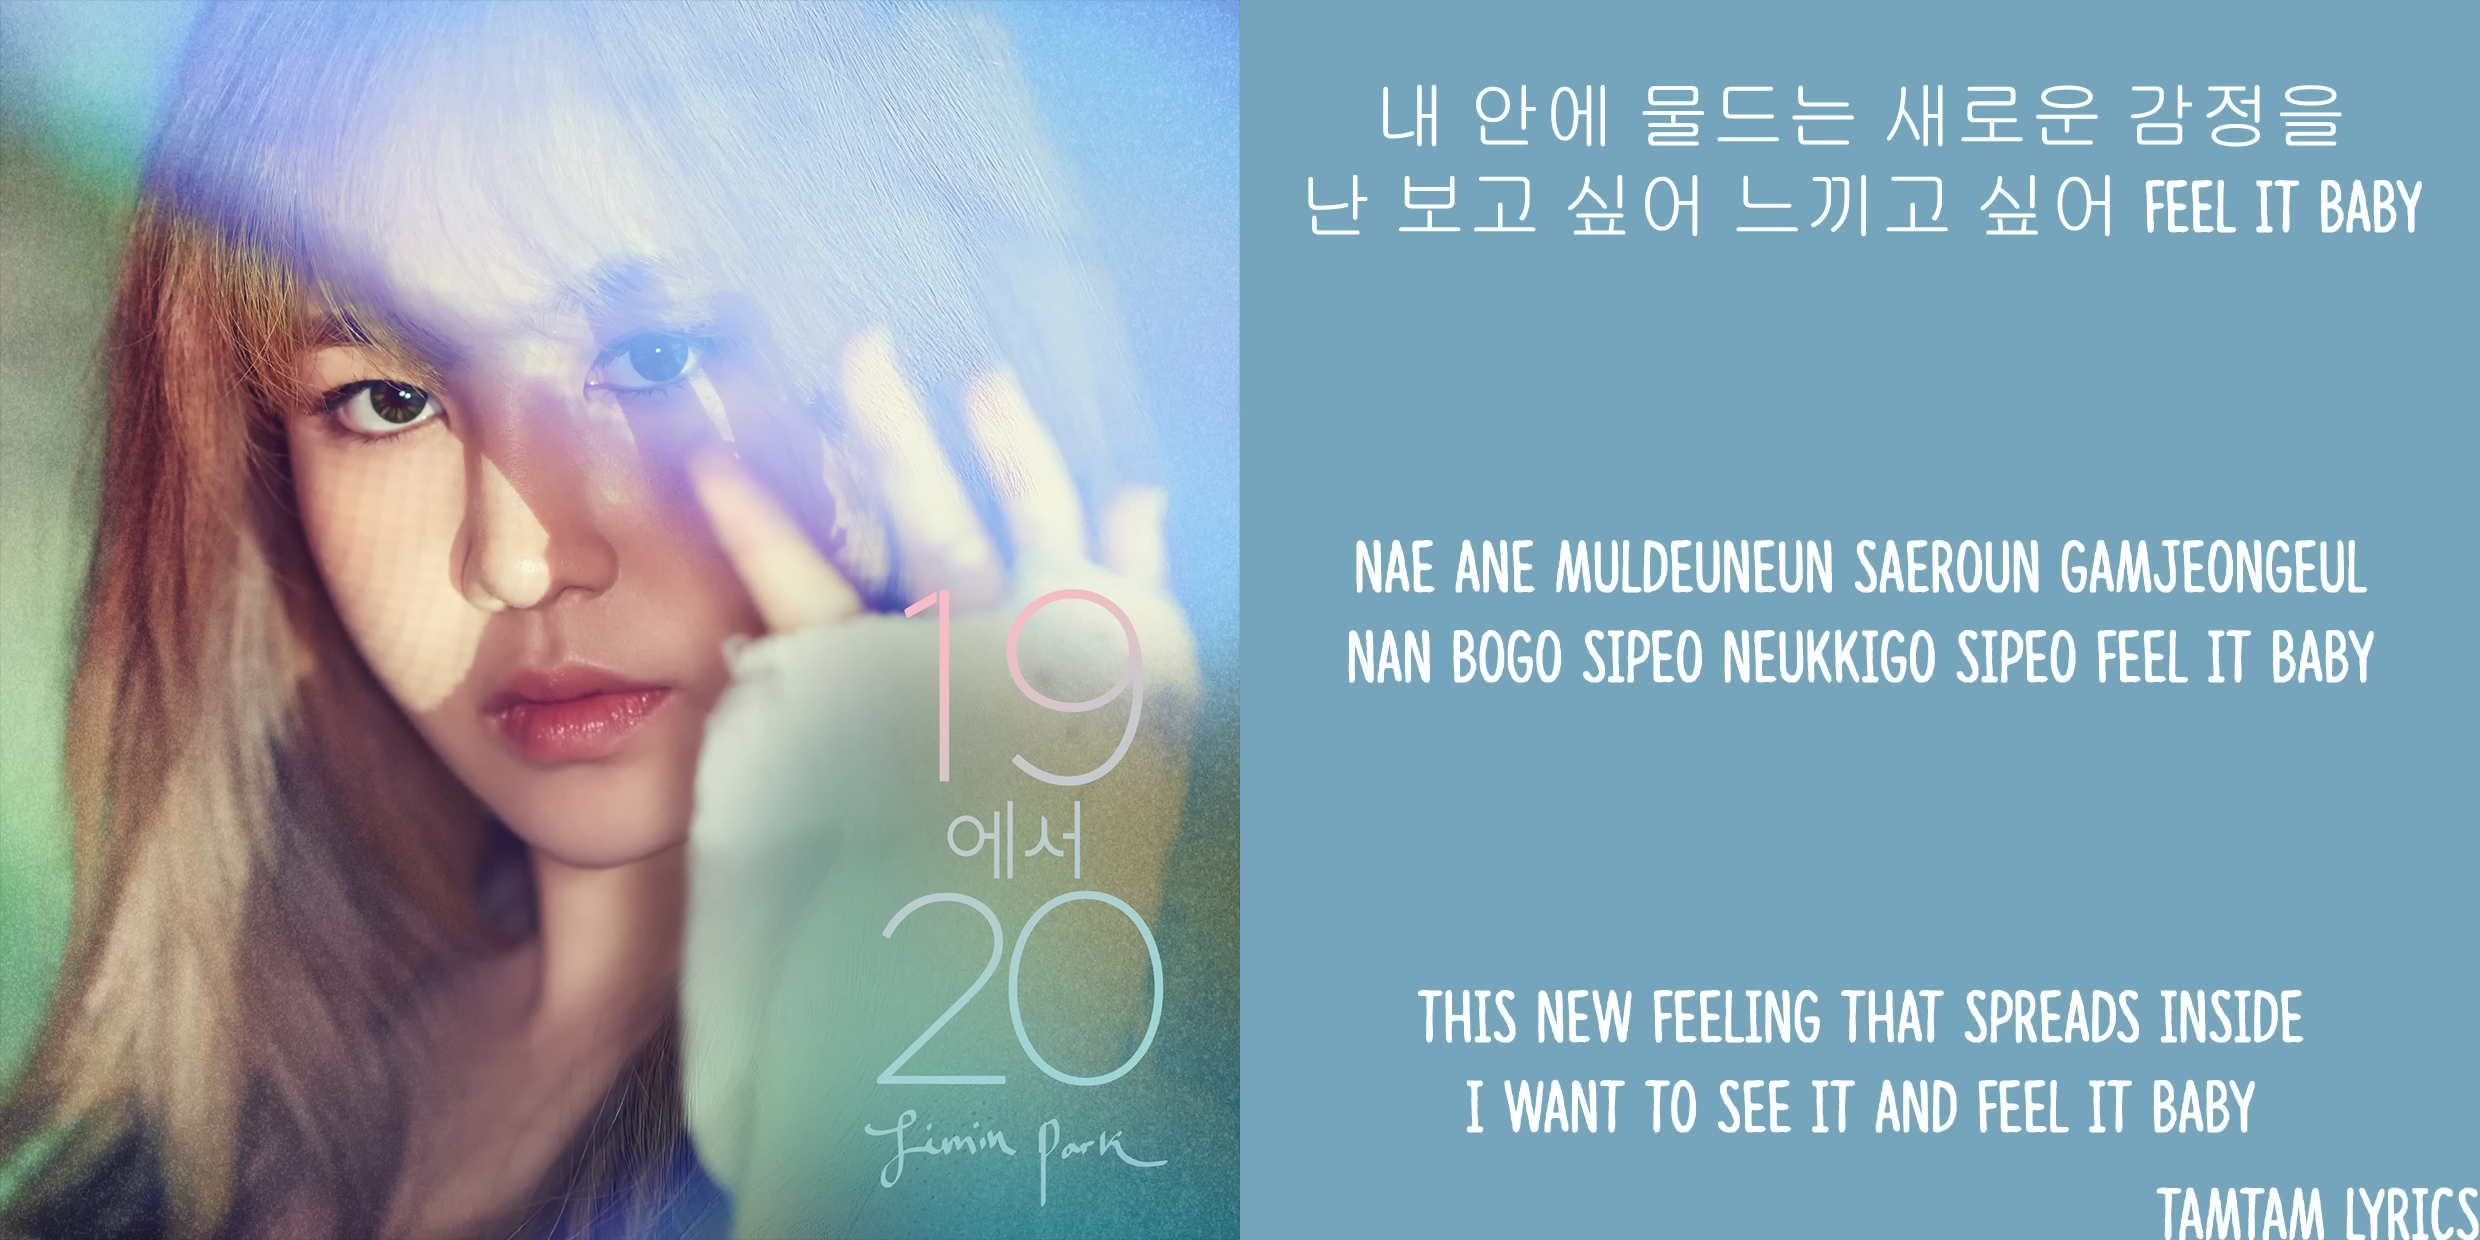 19
에서
20
Jimin Park
내 안에 물드는 새로운 감정을
난 보고 싶어 느끼고 싶어 FEEL IT BABY
NAE ANE MULDEUNEUN SAEROUN GAMJEONGEUL
NAN BOGO SIPEO NEUKKIGO SIPEO FEEL IT BABY
THIS NEW FEELING THAT SPREADS INSIDE
I WANT TO SEE IT AND FEEL IT BABY
TAMTAM LYRICS